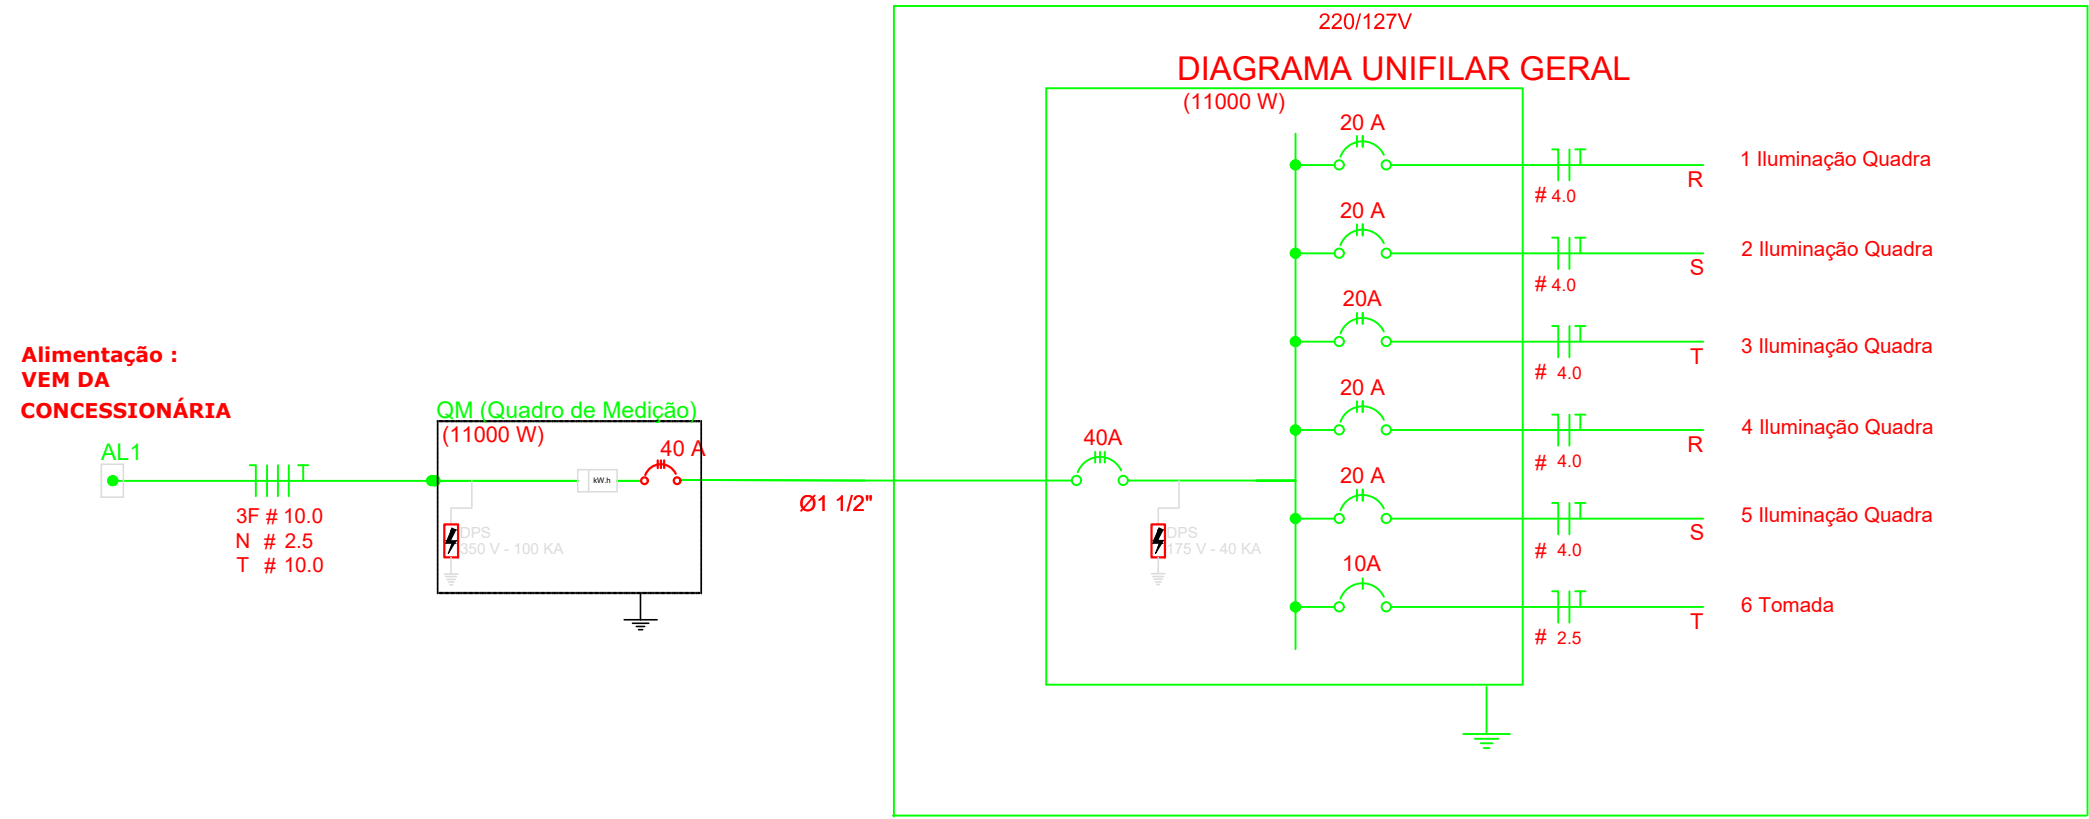 220/127V
DIAGRAMA UNIFILAR GERAL
(11000 W)
20 A
1 Iluminação Quadra
R
# 4.0
20 A
2 Iluminação Quadra
S
# 4.0
20A
3 Iluminação Quadra
T
# 4.0
20 A
4 Iluminação Quadra
R
# 4.0
20 A
5 Iluminação Quadra
S
# 4.0
10A
6 Tomada
T
# 2.5
Alimentação :
VEM DA
CONCESSIONÁRIA
AL1
3F # 10.0
N # 2.5
T # 10.0
QM (Quadro de Medição)
(11000 W)
40 A
kW.h
DPS
350 V - 100 KA
Ø1 1/2"
40A
DPS
175 V - 40 KA